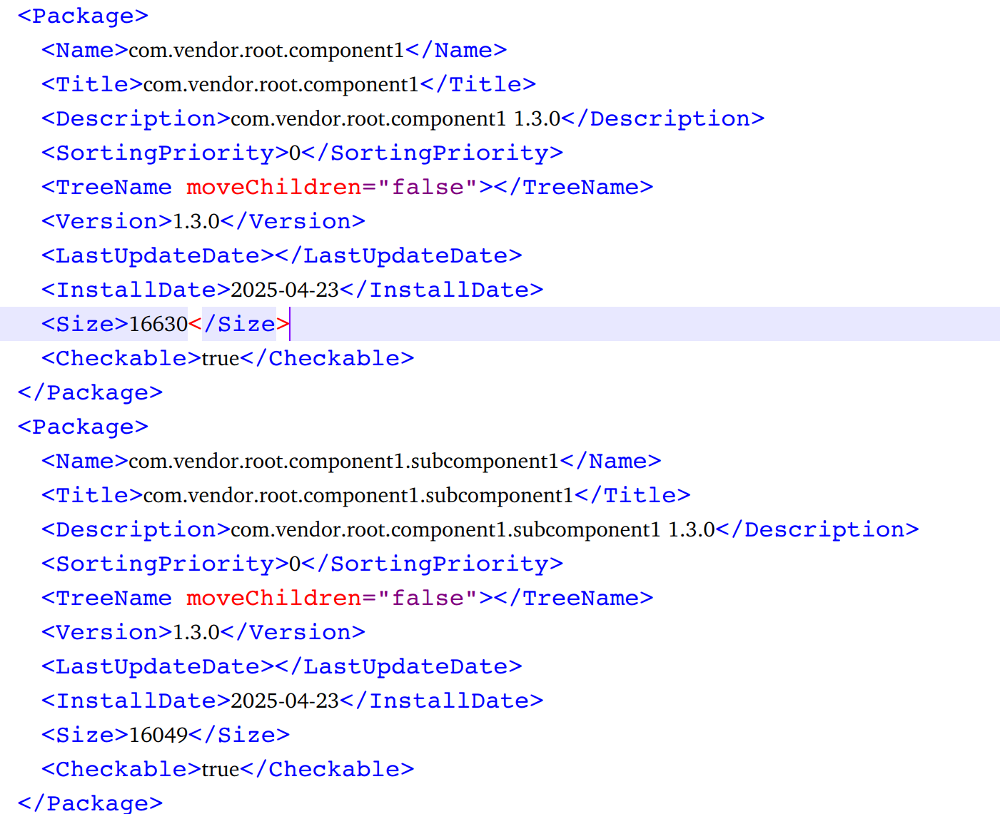 <Package>
<Name>com.vendor.root.component1</Name>
<Title>com.vendor.root.component1</Title>
<Description>com.vendor.root.component1 1.3.0</Description>
<SortingPriority>0</SortingPriority>
<TreeName moveChildren="false"></TreeName>
<Version>1.3.0</Version>
<LastUpdateDate></LastUpdateDate>
<InstallDate>2025-04-23</InstallDate>
<Size>16630</Size>
<Checkable>true</Checkable>
</Package>
<Package>
<Name>com.vendor.root.component1.subcomponent1</Name>
<Title>com.vendor.root.component1.subcomponent1</Title>
<Description>com.vendor.root.component1.subcomponent1 1.3.0</Description>
<SortingPriority>0</SortingPriority>
<TreeName moveChildren="false"></TreeName>
<Version>1.3.0</Version>
<LastUpdateDate></LastUpdateDate>
<InstallDate>2025-04-23</InstallDate>
<Size>16049</Size>
<Checkable>true</Checkable>
</Package>